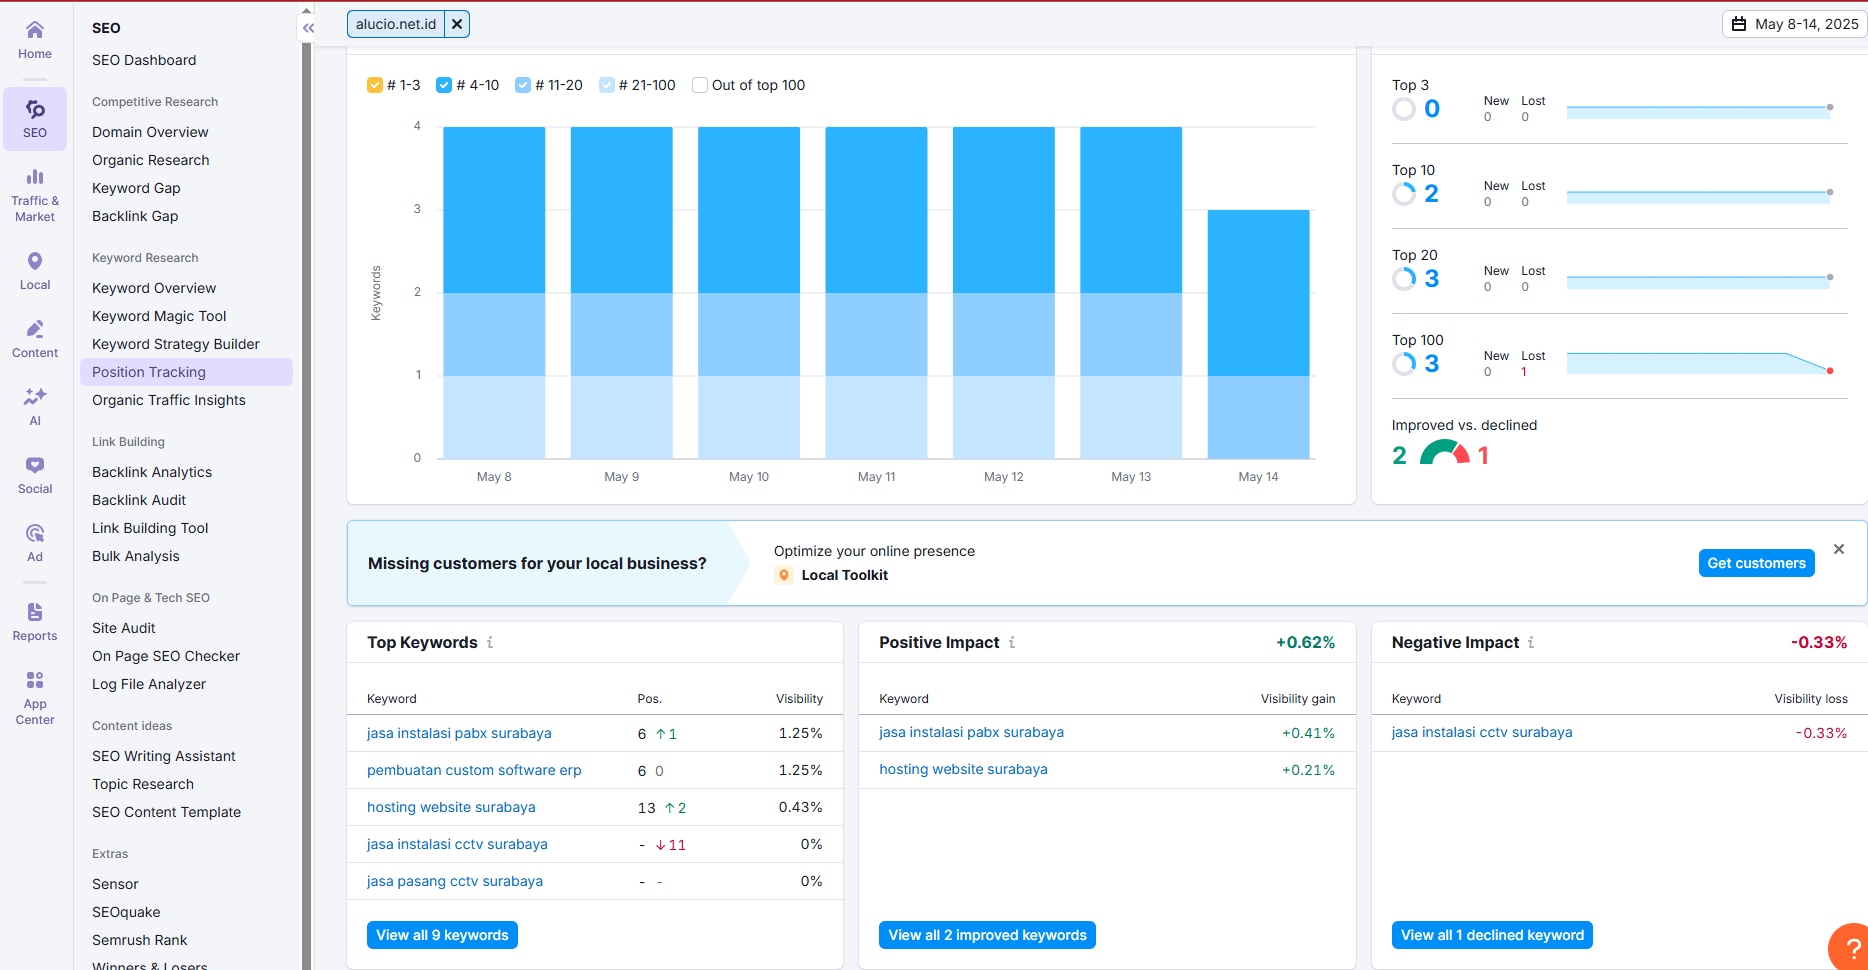 Home
SEO
Traffic &
Market
Local
Content
AI
Social
Ad
Reports
App
Center
SEO
SEO Dashboard
Competitive Research
Domain Overview
Organic Research
Keyword Gap
Backlink Gap
Keyword Research
Keyword Overview
Keyword Magic Tool
Keyword Strategy Builder
Position Tracking
Organic Traffic Insights
Link Building
Backlink Analytics
Backlink Audit
Link Building Tool
Bulk Analysis
On Page & Tech SEO
Site Audit
On Page SEO Checker
Log File Analyzer
Content ideas
SEO Writing Assistant
Topic Research
SEO Content Template
Extras
Sensor
SEOquake
Semrush Rank
Winners & Losers
alucio.net.id
May 8-14, 2025
# 1-3 # 4-10 # 11-20 # 21-100 Out of top 100
Keywords
4
3
2
1
0
May 8 May 9 May 10 May 11 May 12 May 13 May 14
Top 3
0
New Lost
0 0
Top 10
2
New Lost
0 0
Top 20
3
New Lost
0 0
Top 100
3
New Lost
0 1
Improved vs. declined
2 1
Missing customers for your local business?
Optimize your online presence
Local Toolkit
Get customers
Top Keywords i
Keyword Pos. Visibility
jasa instalasi pabx surabaya 6 ↑1 1.25%
pembuatan custom software erp 6 0 1.25%
hosting website surabaya 13 ↑2 0.43%
jasa instalasi cctv surabaya - ↓11 0%
jasa pasang cctv surabaya - - 0%
View all 9 keywords
Positive Impact i +0.62%
Keyword Visibility gain
jasa instalasi pabx surabaya +0.41%
hosting website surabaya +0.21%
View all 2 improved keywords
Negative Impact i -0.33%
Keyword Visibility loss
jasa instalasi cctv surabaya -0.33%
View all 1 declined keyword
?